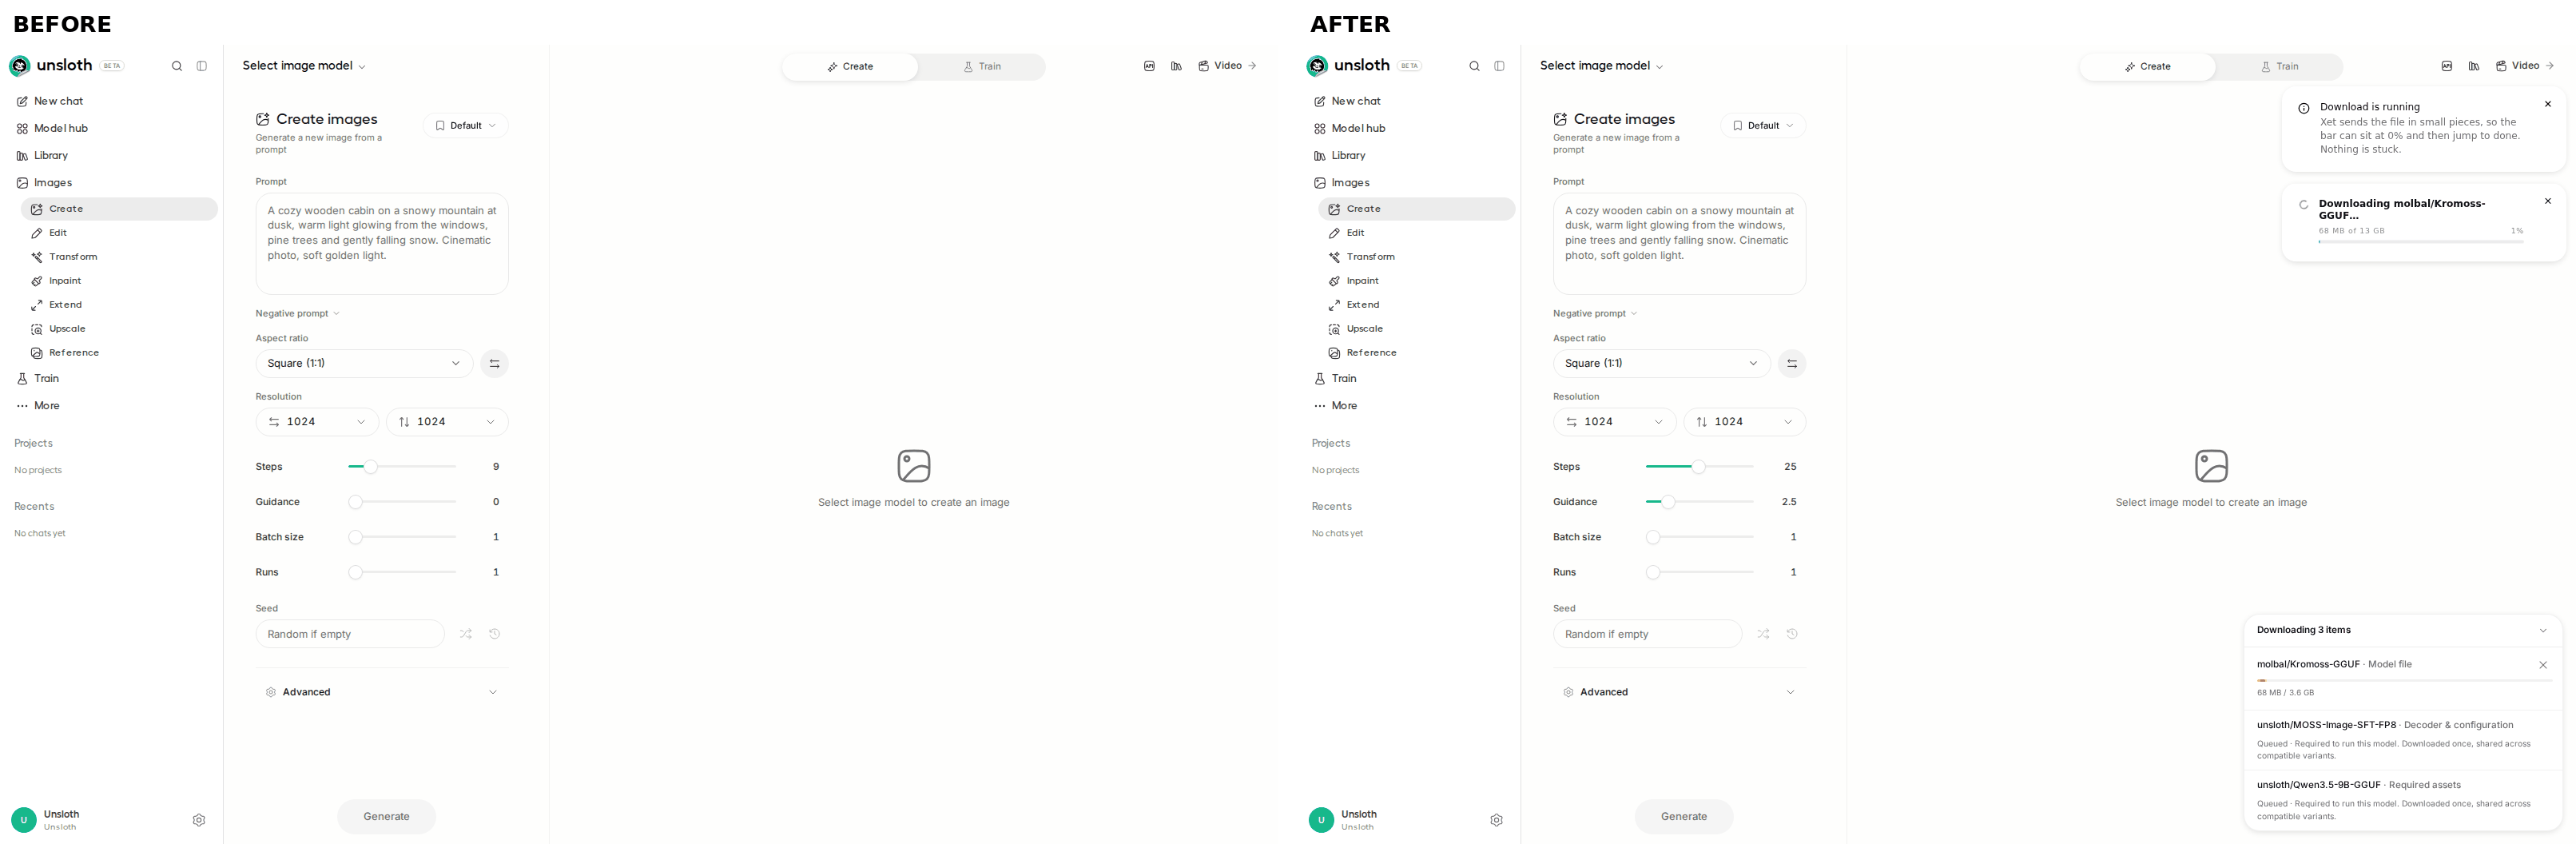 BEFORE
unsloth BETA
New chat
Model hub
Library
Images
Create
Edit
Transform
Inpaint
Extend
Upscale
Reference
Train
More
Projects
No projects
Recents
No chats yet
U
Unsloth
Unsloth
Select image model
Create
Train
API
Video
Create images
Generate a new image from a
prompt
Default
Prompt
A cozy wooden cabin on a snowy mountain at
dusk, warm light glowing from the windows,
pine trees and gently falling snow. Cinematic
photo, soft golden light.
Negative prompt
Aspect ratio
Square (1:1)
Resolution
1024
1024
Steps 9
Guidance 0
Batch size 1
Runs 1
Seed
Random if empty
Advanced
Generate
Select image model to create an image
AFTER
unsloth BETA
New chat
Model hub
Library
Images
Create
Edit
Transform
Inpaint
Extend
Upscale
Reference
Train
More
Projects
No projects
Recents
No chats yet
U
Unsloth
Unsloth
Select image model
Create
Train
API
Video
Create images
Generate a new image from a
prompt
Default
Prompt
A cozy wooden cabin on a snowy mountain at
dusk, warm light glowing from the windows,
pine trees and gently falling snow. Cinematic
photo, soft golden light.
Negative prompt
Aspect ratio
Square (1:1)
Resolution
1024
1024
Steps 25
Guidance 2.5
Batch size 1
Runs 1
Seed
Random if empty
Advanced
Generate
Select image model to create an image
Download is running
Xet sends the file in small pieces, so the
bar can sit at 0% and then jump to done.
Nothing is stuck.
Downloading molbal/Kromoss-
GGUF...
68 MB of 13 GB 1%
Downloading 3 items
molbal/Kromoss-GGUF · Model file
68 MB / 3.6 GB
unsloth/MOSS-Image-SFT-FP8 · Decoder & configuration
Queued · Required to run this model. Downloaded once, shared across
compatible variants.
unsloth/Qwen3.5-9B-GGUF · Required assets
Queued · Required to run this model. Downloaded once, shared across
compatible variants.